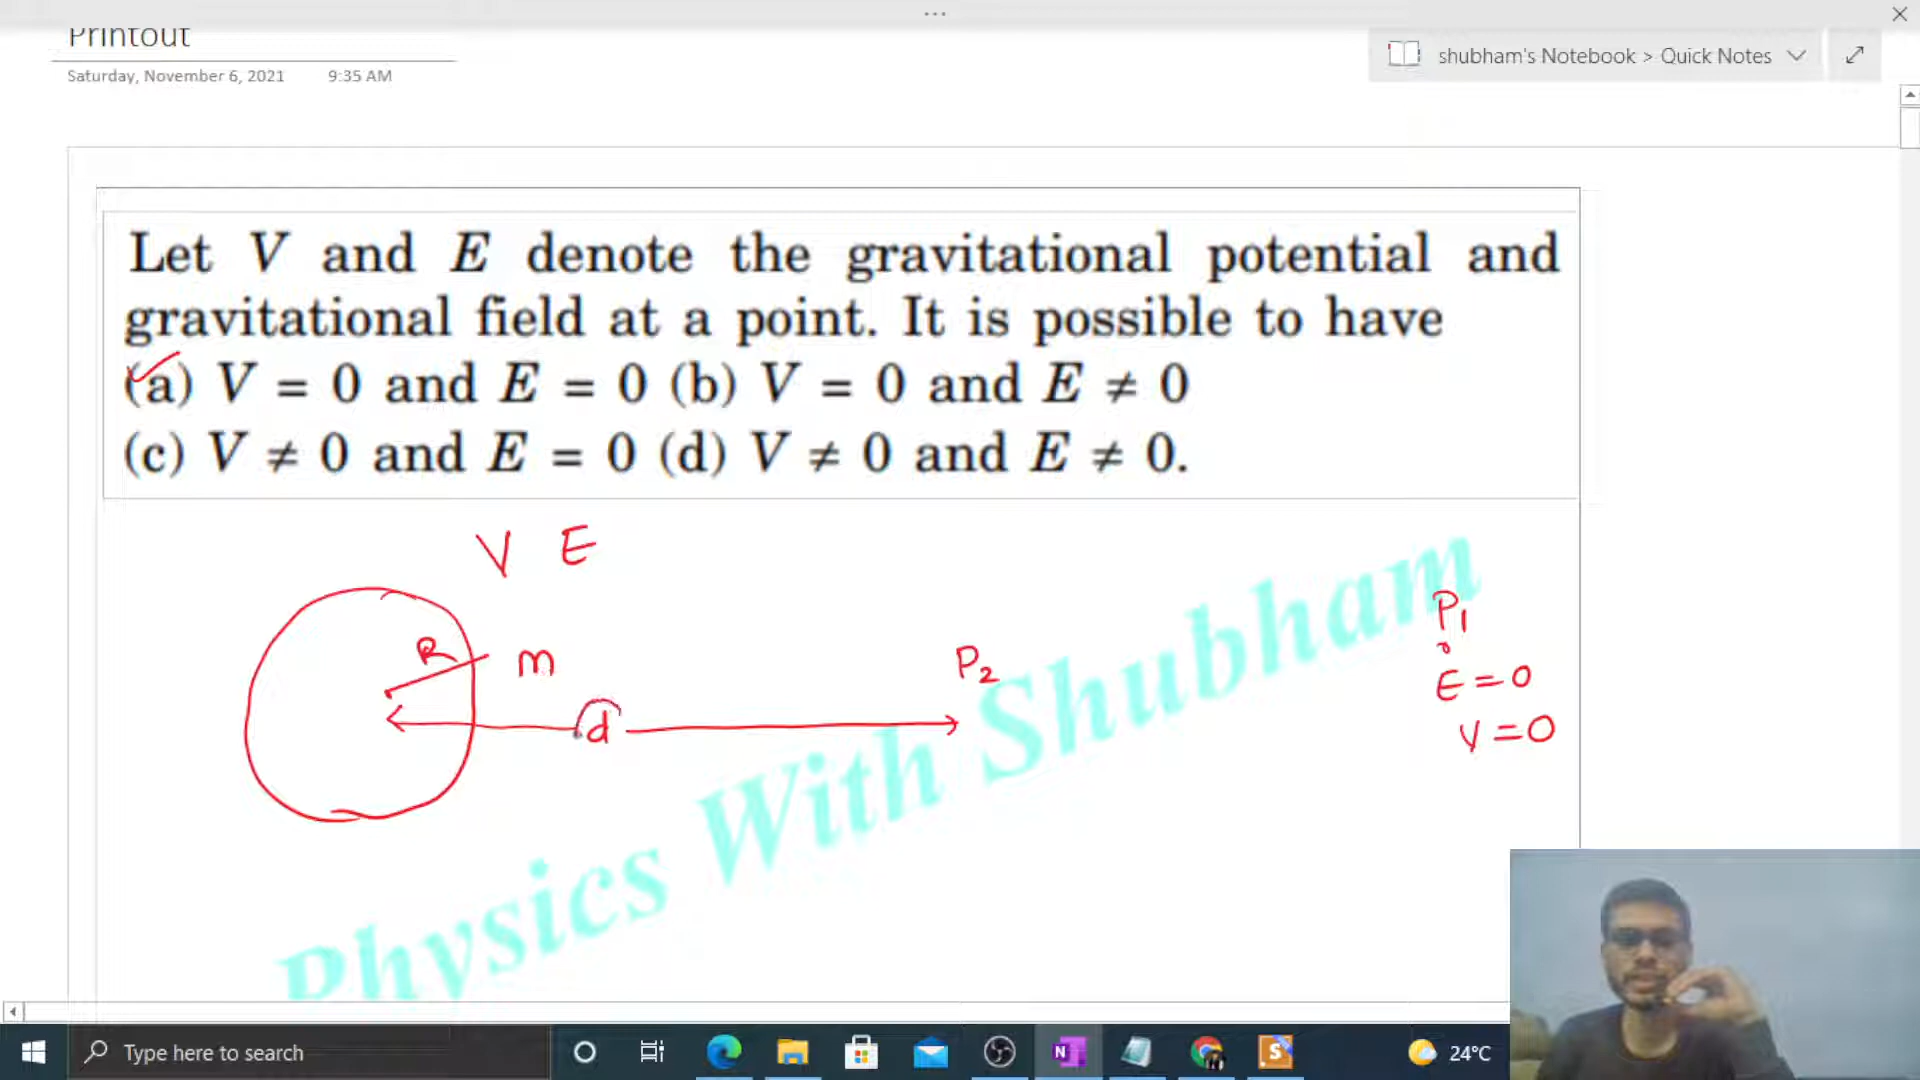 Printout
Saturday, November 6, 2021 9:35 AM
shubham's Notebook > Quick Notes
Let V and E denote the gravitational potential and
gravitational field at a point. It is possible to have
(a) V = 0 and E = 0 (b) V = 0 and E ≠ 0
(c) V ≠ 0 and E = 0 (d) V ≠ 0 and E ≠ 0.
V E
R
m
d
P2
P1
E = 0
V = 0
Physics With Shubham
Type here to search
24°C